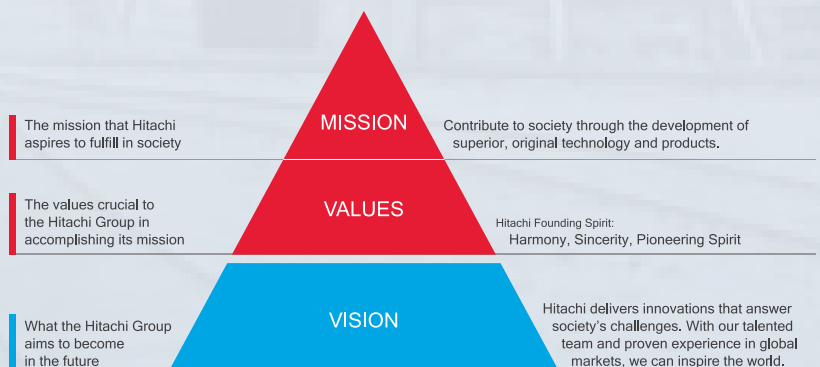 The mission that Hitachi
aspires to fulfill in society
MISSION
Contribute to society through the development of
superior, original technology and products.
The values crucial to
the Hitachi Group in
accomplishing its mission
VALUES
Hitachi Founding Spirit:
Harmony, Sincerity, Pioneering Spirit
What the Hitachi Group
aims to become
in the future
VISION
Hitachi delivers innovations that answer
society's challenges. With our talented
team and proven experience in global
markets, we can inspire the world.